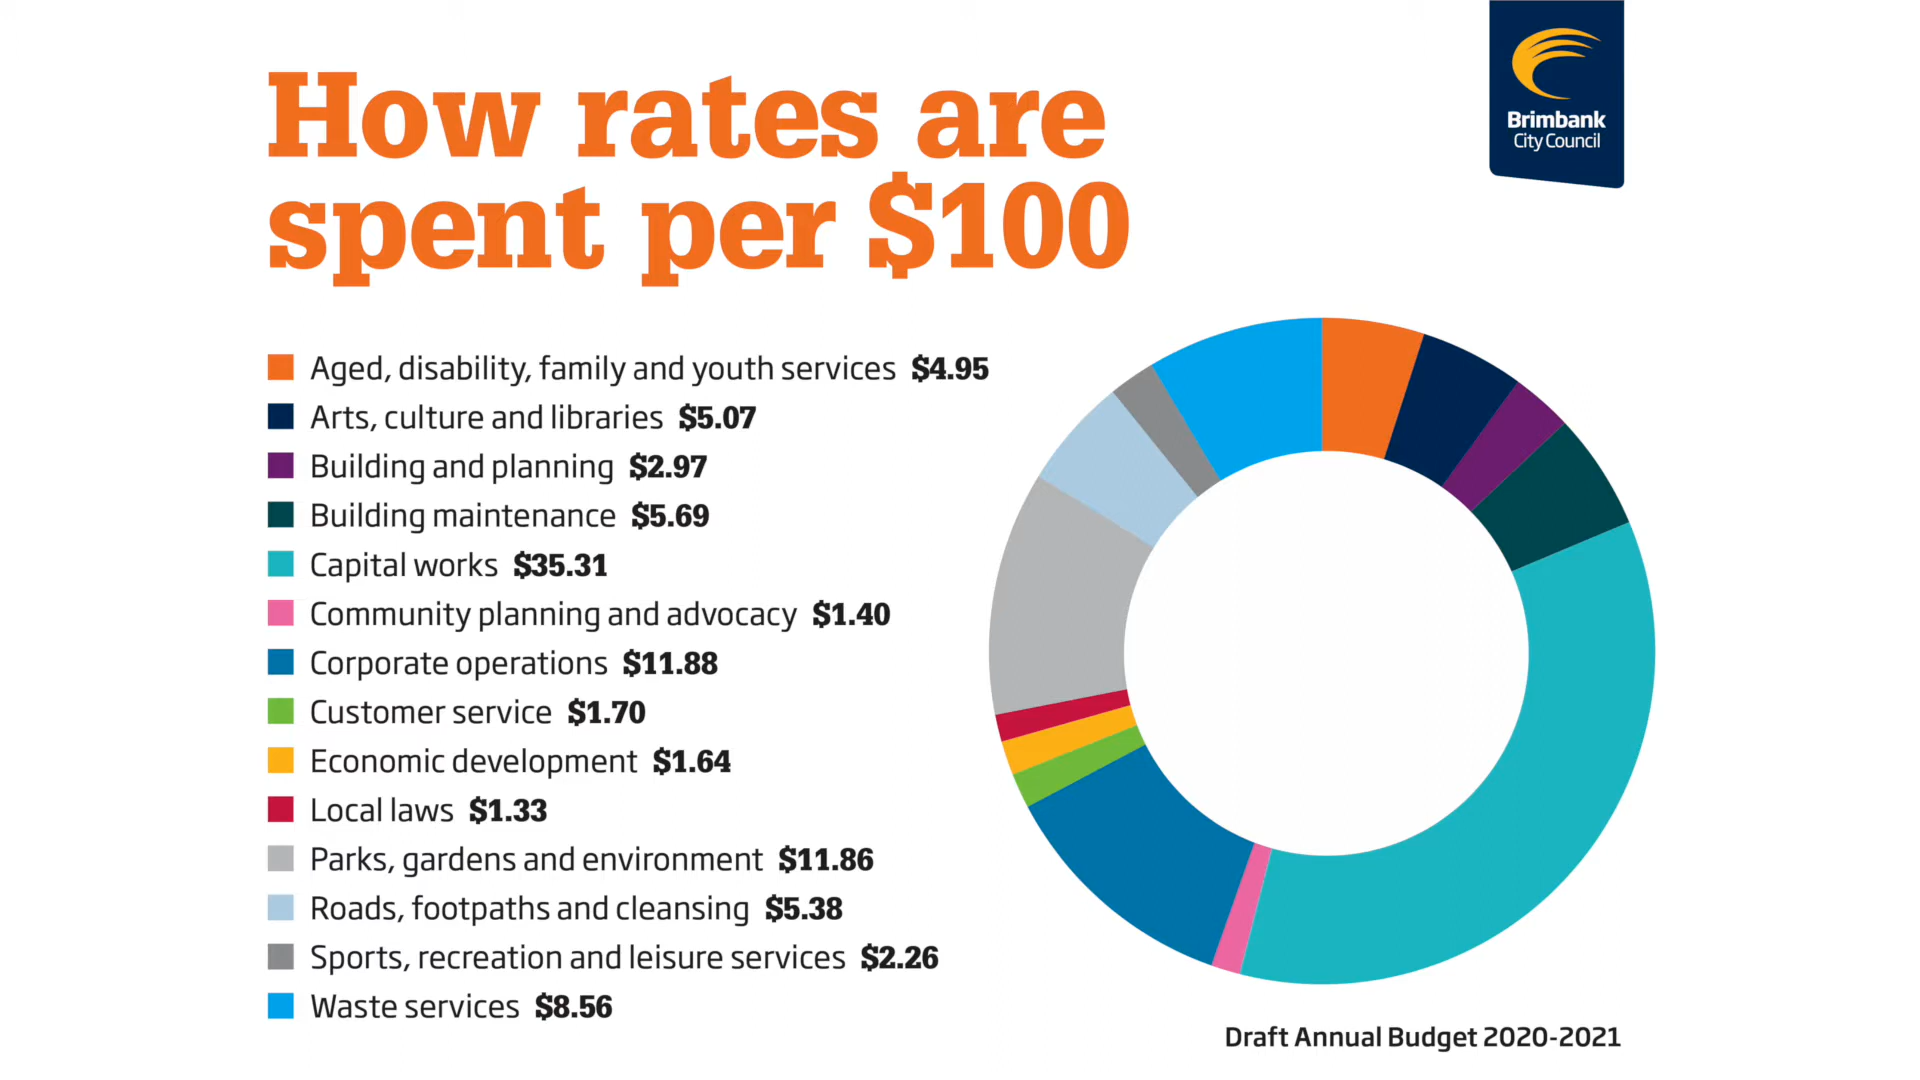 How rates are
spent per $100
Brimbank
City Council
Aged, disability, family and youth services $4.95
Arts, culture and libraries $5.07
Building and planning $2.97
Building maintenance $5.69
Capital works $35.31
Community planning and advocacy $1.40
Corporate operations $11.88
Customer service $1.70
Economic development $1.64
Local laws $1.33
Parks, gardens and environment $11.86
Roads, footpaths and cleansing $5.38
Sports, recreation and leisure services $2.26
Waste services $8.56
Draft Annual Budget 2020-2021